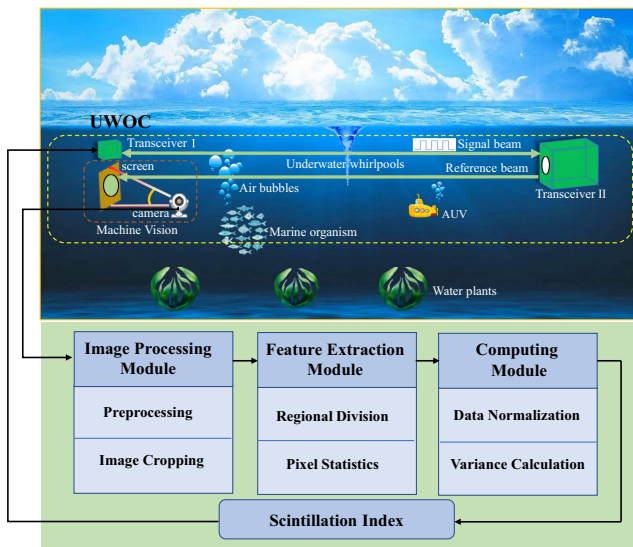 UWOC
Transceiver I
Signal beam
Underwater whirlpools
screen
Reference beam
Air bubbles
Transceiver II
camera
AUV
Machine Vision
Marine organism
Water plants
Image Processing
Module
Preprocessing
Image Cropping
Feature Extraction
Module
Regional Division
Pixel Statistics
Computing
Module
Data Normalization
Variance Calculation
Scintillation Index